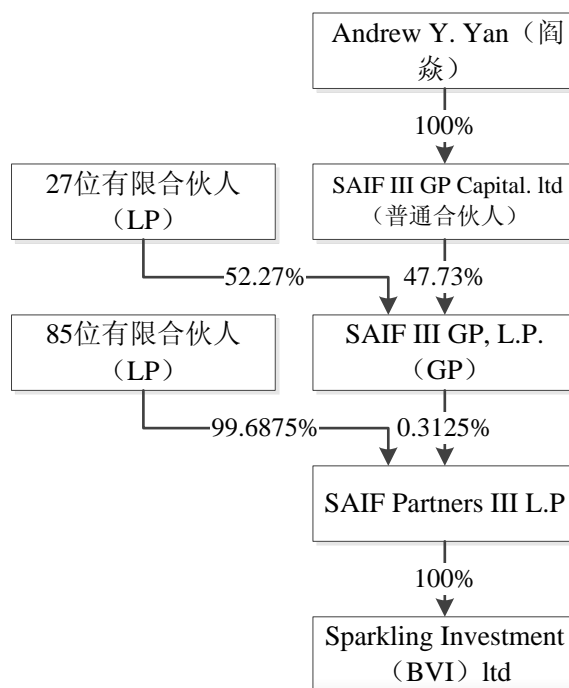 Andrew Y. Yan（阎
焱）
100%
27位有限合伙人
（LP）
SAIF III GP Capital. ltd
（普通合伙人）
52.27%
47.73%
85位有限合伙人
（LP）
SAIF III GP, L.P.
（GP）
99.6875%
0.3125%
SAIF Partners III L.P
100%
Sparkling Investment
（BVI）ltd